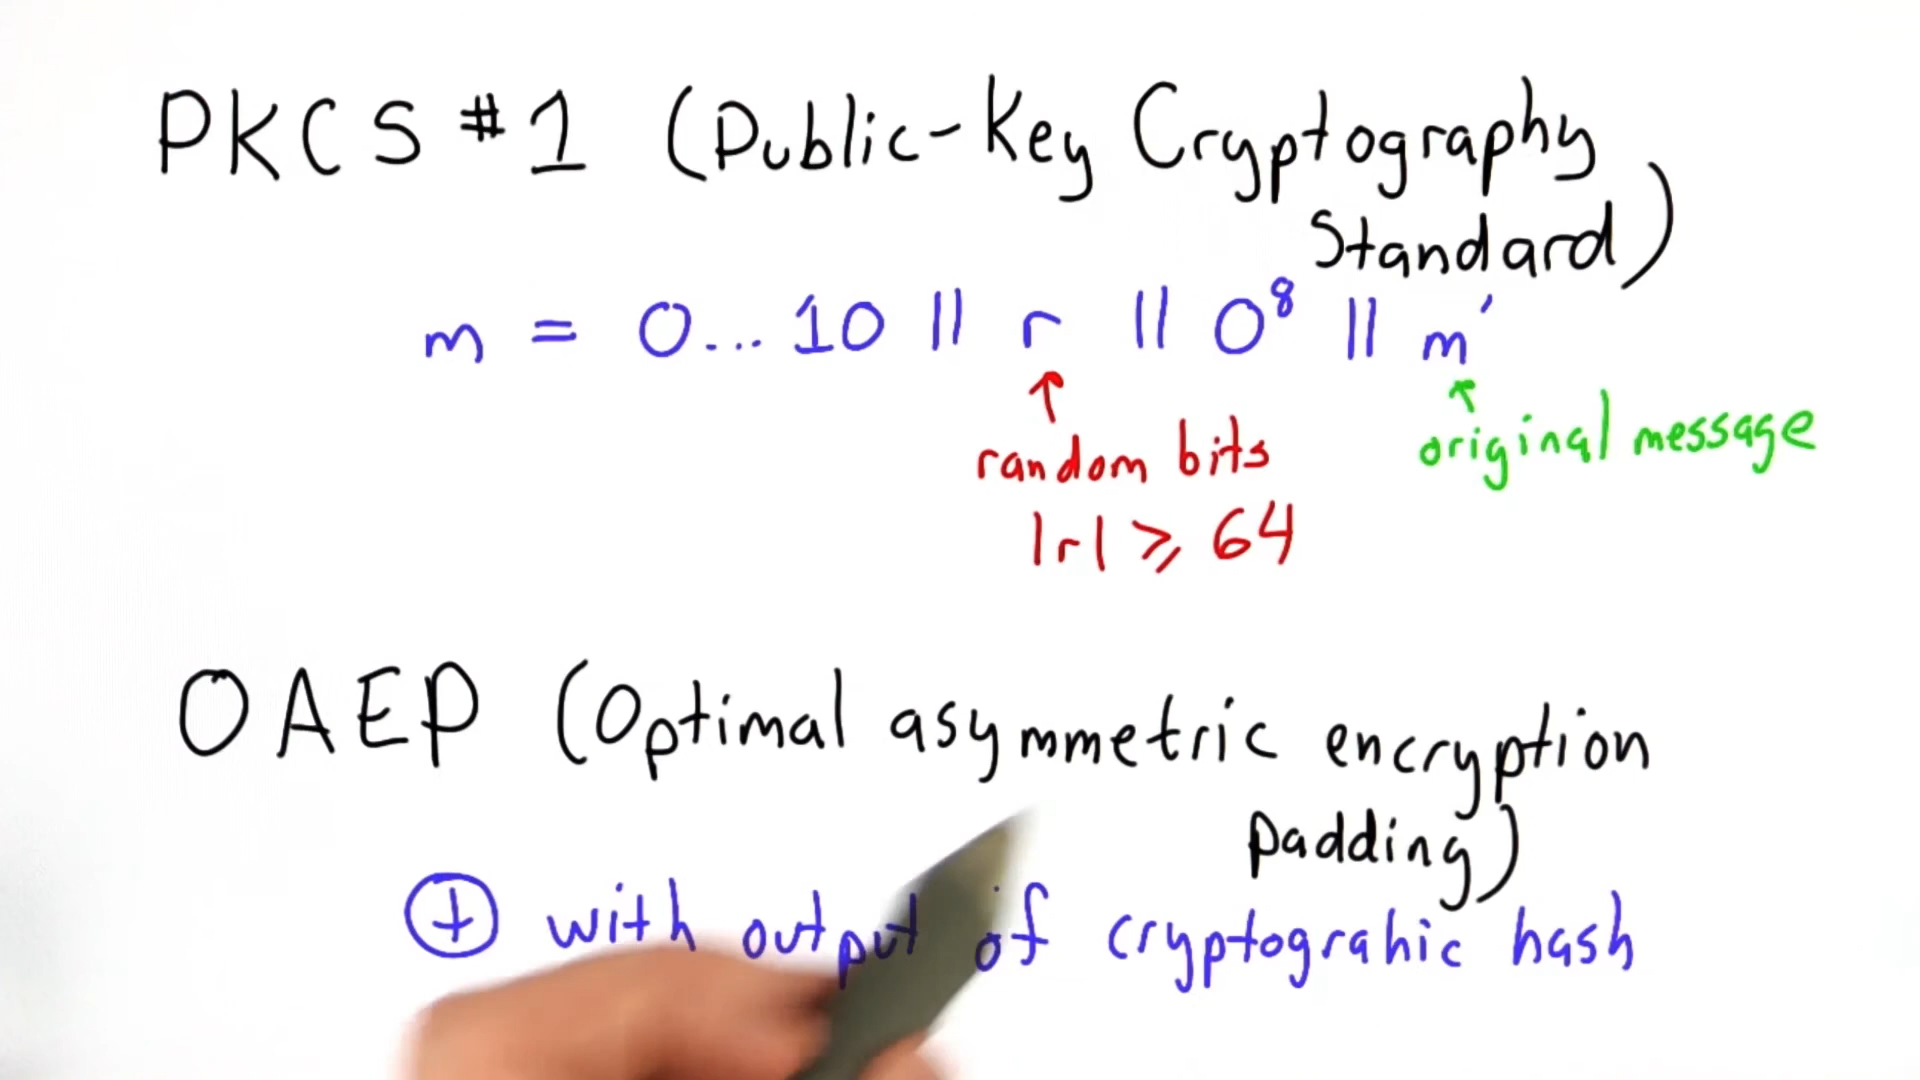 PKCS #1 (Public-Key Cryptography
Standard)
m = 0... 10 || r || 0⁸ || m′
↑ ↑
random bits original message
|r| ⩾ 64
OAEP (Optimal asymmetric encryption
padding)
⊕ with output of cryptograhic hash